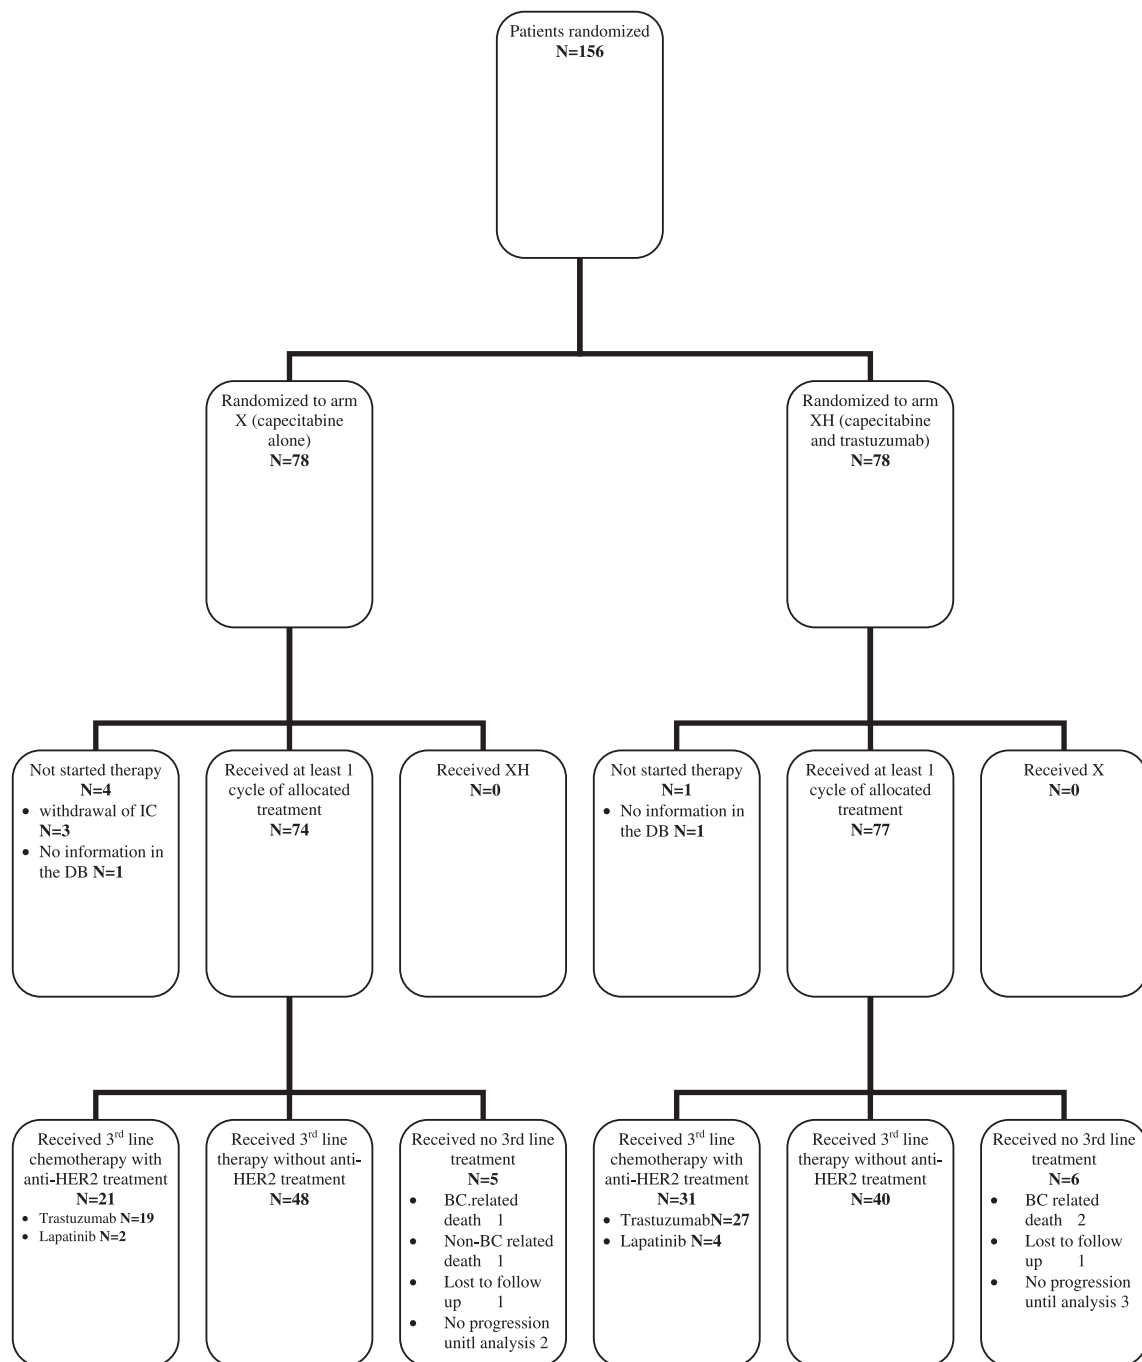 Patients randomized
N=156
Randomized to arm
X (capecitabine
alone)
N=78
Randomized to arm
XH (capecitabine
and trastuzumab)
N=78
Not started therapy
N=4
• withdrawal of IC
N=3
• No information in
the DB N=1
Received at least 1
cycle of allocated
treatment
N=74
Received XH
N=0
Not started therapy
N=1
• No information in
the DB N=1
Received at least 1
cycle of allocated
treatment
N=77
Received X
N=0
Received 3rd line
chemotherapy with
anti-HER2 treatment
N=21
• Trastuzumab N=19
• Lapatinib N=2
Received 3rd line
therapy without anti-
HER2 treatment
N=48
Received no 3rd line
treatment
N=5
• BC.related
death 1
• Non-BC related
death 1
• Lost to follow
up 1
• No progression
unitl analysis 2
Received 3rd line
chemotherapy with
anti-HER2 treatment
N=31
• TrastuzumabN=27
• Lapatinib N=4
Received 3rd line
therapy without anti-
HER2 treatment
N=40
Received no 3rd line
treatment
N=6
• BC related
death 2
• Lost to follow
up 1
• No progression
until analysis 3